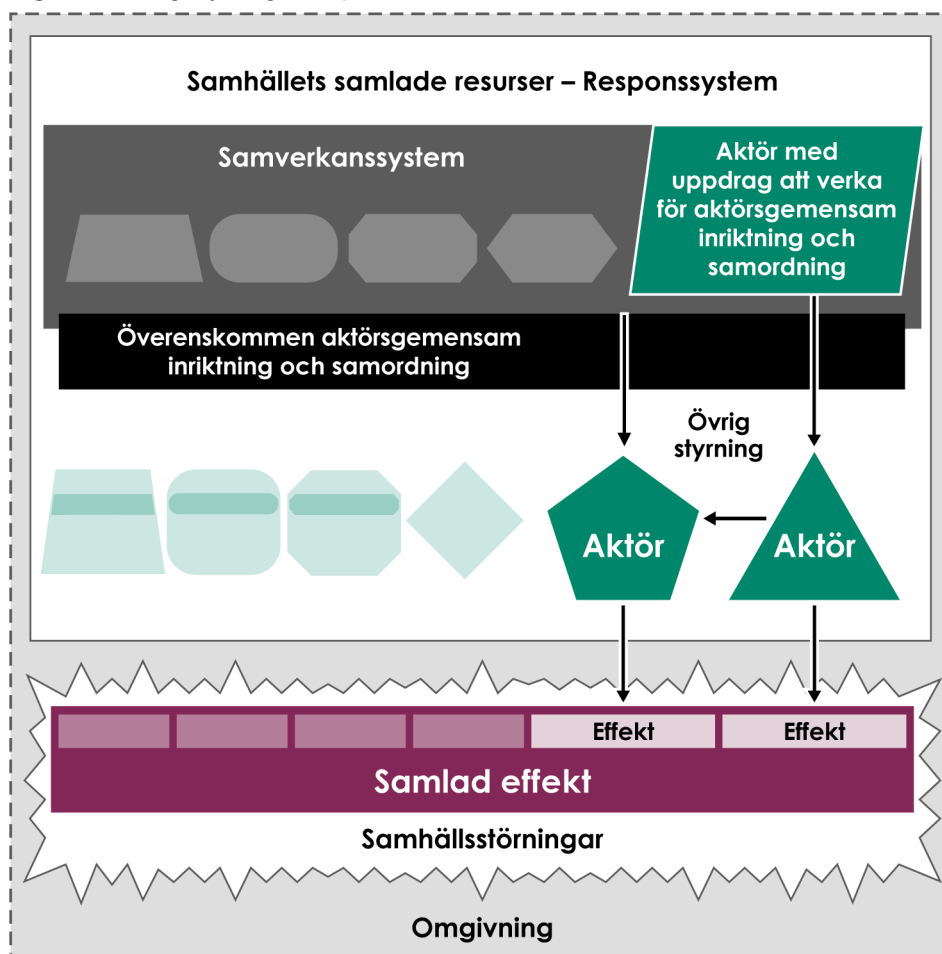 Samhällets samlade resurser – Responssystem
Samverkanssystem
Aktör med
uppdrag att verka
för aktörsgemensam
inriktning och
samordning
Överenskommen aktörsgemensam
inriktning och samordning
Övrig
styrning
Aktör
Aktör
Effekt
Effekt
Samlad effekt
Samhällsstörningar
Omgivning